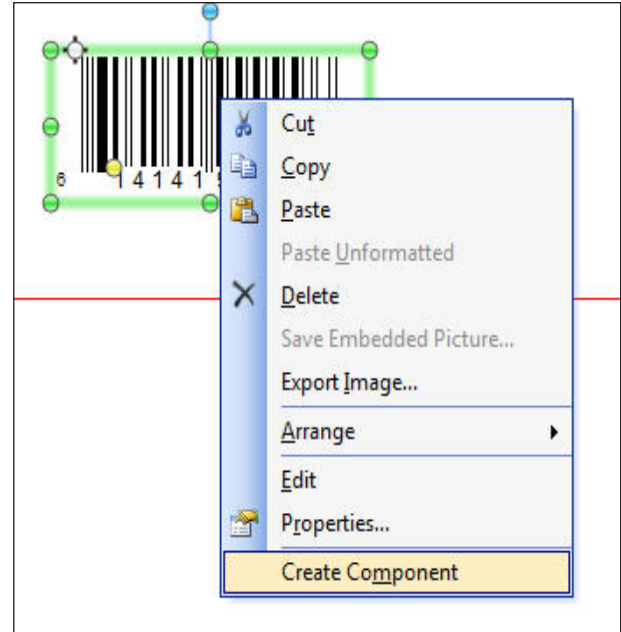 6 1 4 1 4 1
Cut
Copy
Paste
Paste Unformatted
Delete
Save Embedded Picture...
Export Image...
Arrange
Edit
Properties...
Create Component